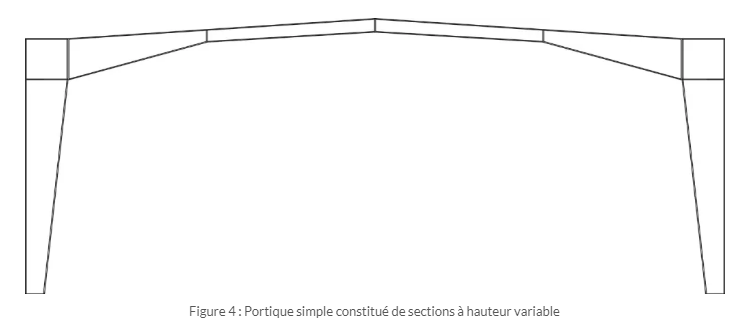 Figure 4 : Portique simple constitué de sections à hauteur variable